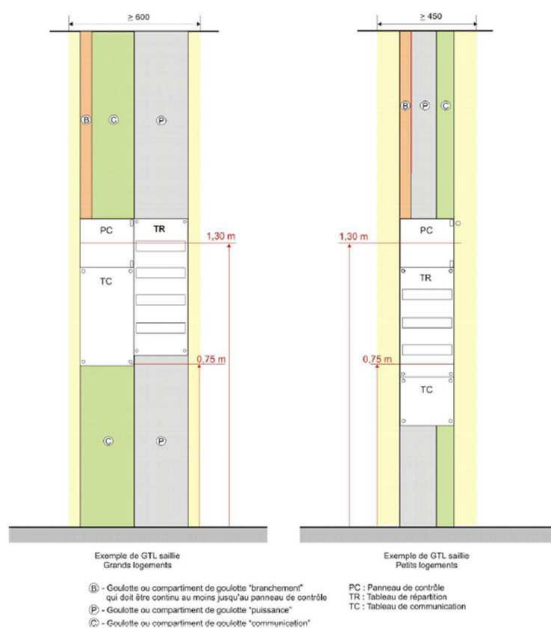 ≥ 600
≥ 450
B
C
P
B
P
C
PC
TR
1,30 m
TC
0,75 m
C
P
1,30 m
PC
TR
0,75 m
TC
Exemple de GTL saillie
Grands logements
Exemple de GTL saillie
Petits logements
B - Goulotte ou compartiment de goulotte "branchement"
qui doit être continu au moins jusqu'au panneau de contrôle
P - Goulotte ou compartiment de goulotte "puissance"
C - Goulotte ou compartiment de goulotte "communication"
PC : Panneau de contrôle
TR : Tableau de répartition
TC : Tableau de communication